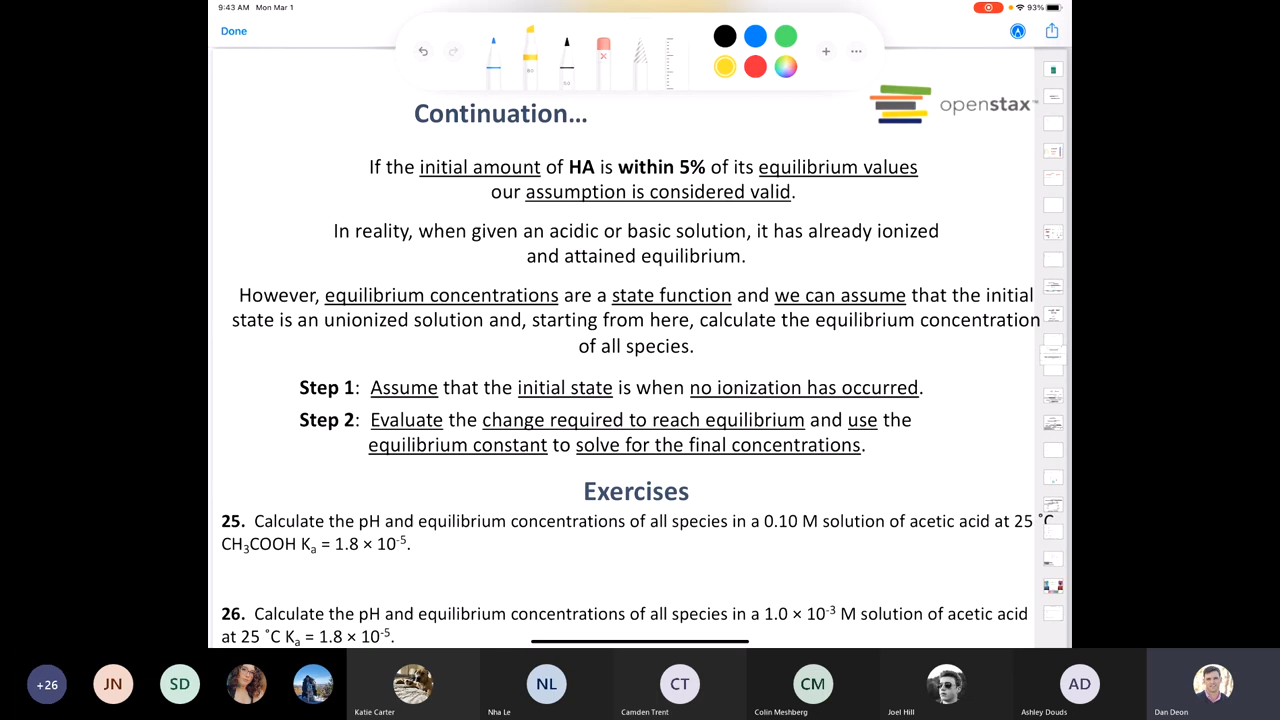 9:43 AM Mon Mar 1
93%
Done
openstax™
Continuation...
If the initial amount of HA is within 5% of its equilibrium values
our assumption is considered valid.
In reality, when given an acidic or basic solution, it has already ionized
and attained equilibrium.
However, equilibrium concentrations are a state function and we can assume that the initial
state is an unionized solution and, starting from here, calculate the equilibrium concentration
of all species.
Step 1: Assume that the initial state is when no ionization has occurred.
Step 2: Evaluate the change required to reach equilibrium and use the
equilibrium constant to solve for the final concentrations.
Exercises
25. Calculate the pH and equilibrium concentrations of all species in a 0.10 M solution of acetic acid at 25 ˚C
CH₃COOH Kₐ = 1.8 × 10⁻⁵.
26. Calculate the pH and equilibrium concentrations of all species in a 1.0 × 10⁻³ M solution of acetic acid
at 25 ˚C Kₐ = 1.8 × 10⁻⁵.
+26
JN
SD
NL
CT
CM
AD
Katie Carter
Nha Le
Camden Trent
Colin Meshberg
Joel Hill
Ashley Douds
Dan Deon